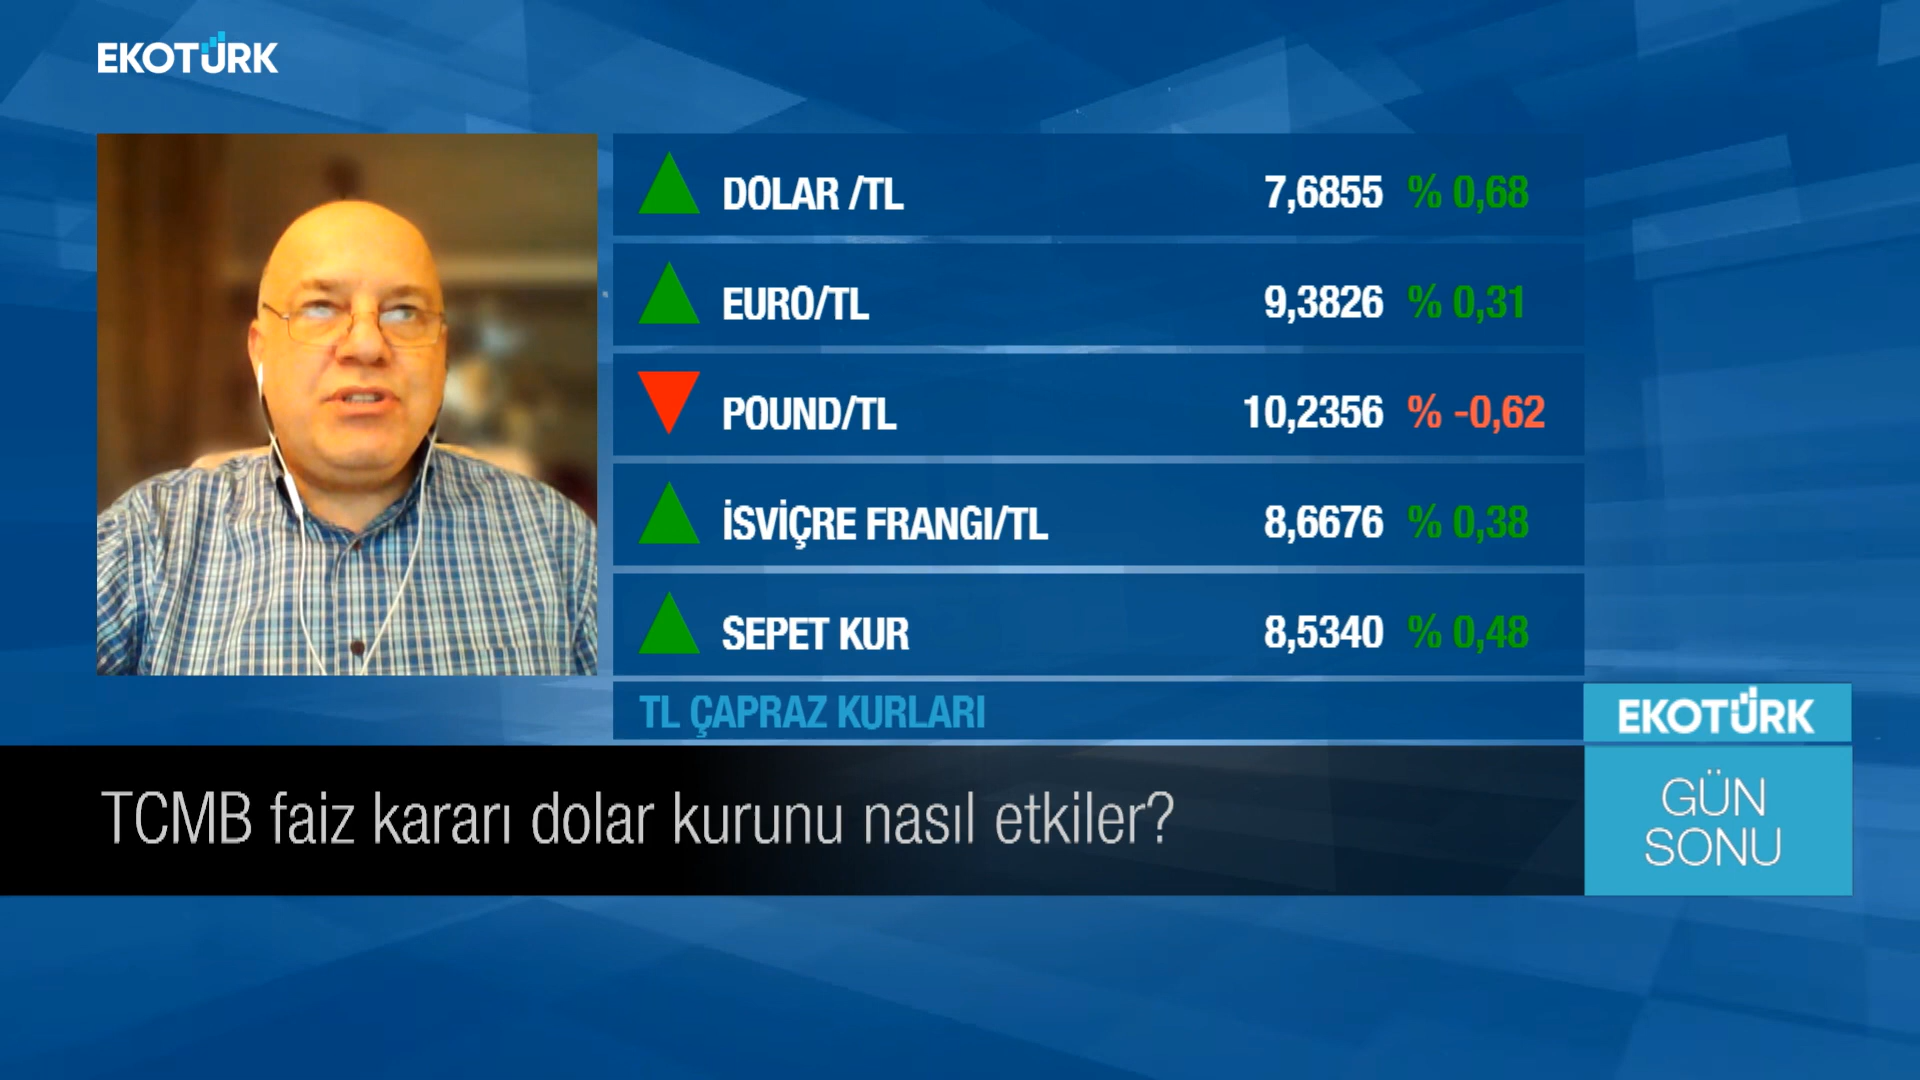 EKOTÜRK
DOLAR /TL 7,6855 % 0,68
EURO/TL 9,3826 % 0,31
POUND/TL 10,2356 % -0,62
İSVİÇRE FRANGI/TL 8,6676 % 0,38
SEPET KUR 8,5340 % 0,48
TL ÇAPRAZ KURLARI
EKOTÜRK
TCMB faiz kararı dolar kurunu nasıl etkiler?
GÜN
SONU